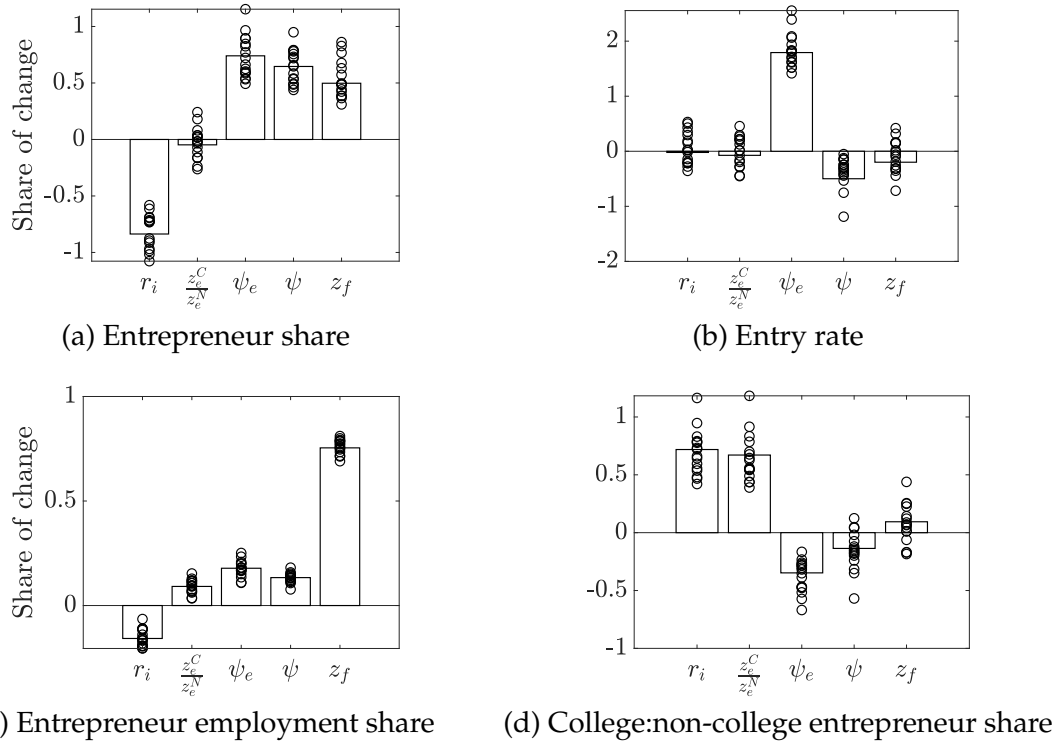 1
0.5
0
-0.5
-1
Share of change
r_i
z_e^C / z_e^N
ψ_e
ψ
z_f
(a) Entrepreneur share
2
1
0
-1
-2
r_i
z_e^C / z_e^N
ψ_e
ψ
z_f
(b) Entry rate
1
0.5
0
Share of change
r_i
z_e^C / z_e^N
ψ_e
ψ
z_f
) Entrepreneur employment share
1
0.5
0
-0.5
-1
r_i
z_e^C / z_e^N
ψ_e
ψ
z_f
(d) College:non-college entrepreneur share